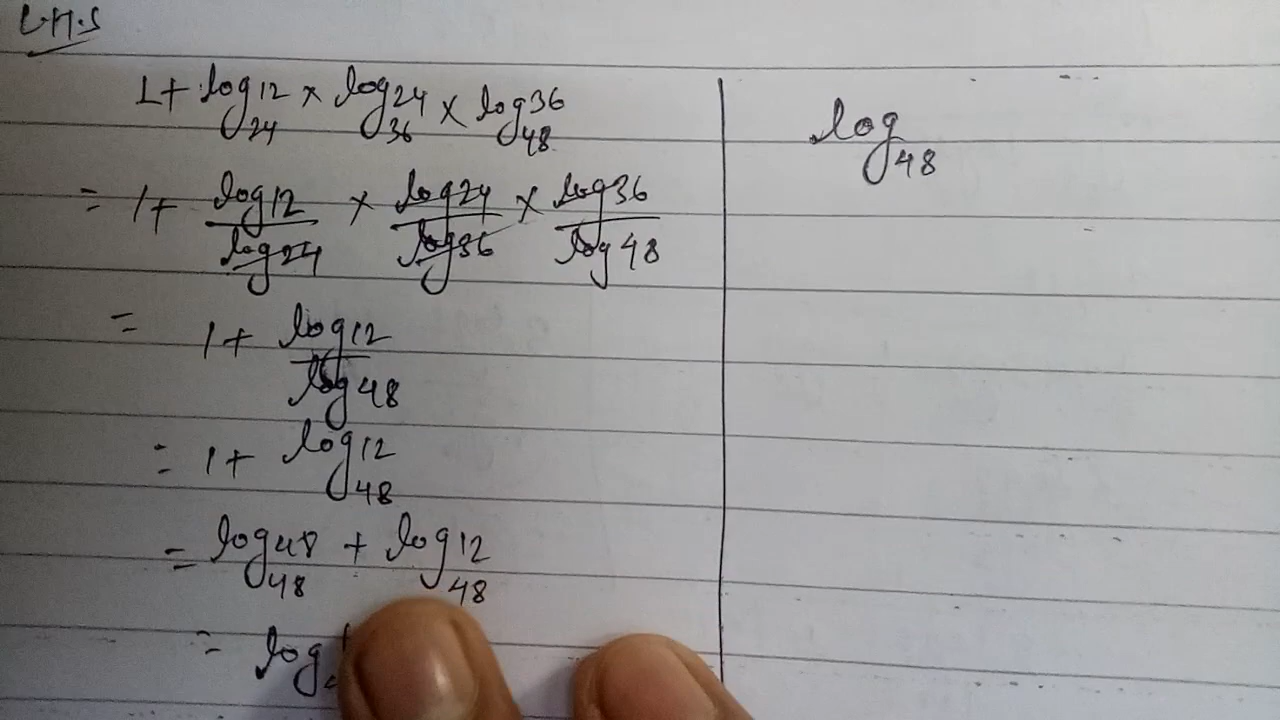 L.H.S
1+ log₂₄12 × log₃₆24 × log₄₈36
= 1+ log12/log24 × log24/log36 × log36/log48
= 1+ log12/log48
= 1+ log₄₈12
= log₄₈48 + log₄₈12
= log
log₄₈